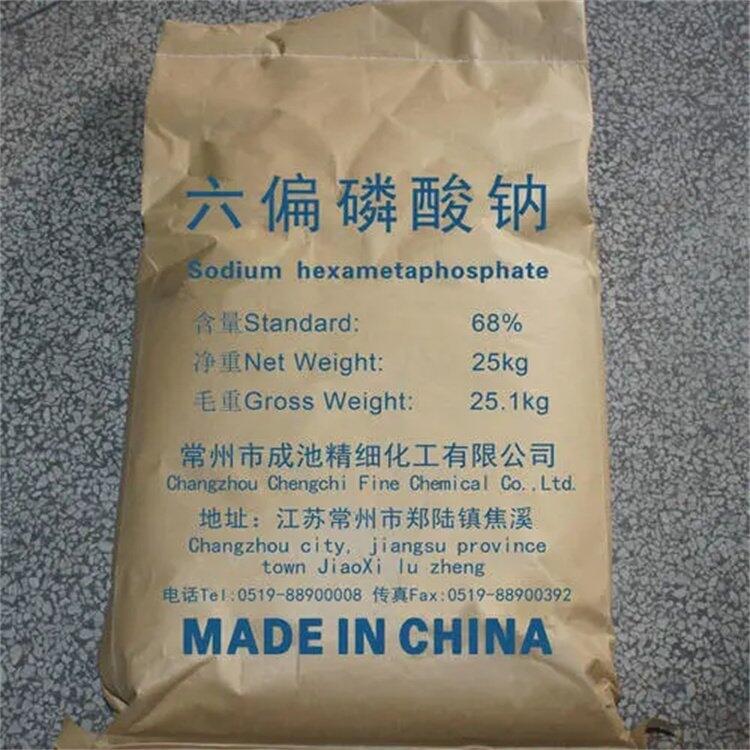 六偏磷酸钠
Sodium hexametaphosphate
含量Standard: 68%
净重Net Weight: 25kg
毛重Gross Weight: 25.1kg
常州市成池精细化工有限公司
Changzhou Chengchi Fine Chemical Co.,Ltd.
地址：江苏常州市郑陆镇焦溪
Changzhou city, jiangsu province
town JiaoXi lu zheng
电话Tel:0519-88900008 传真Fax:0519-88900392
MADE IN CHINA